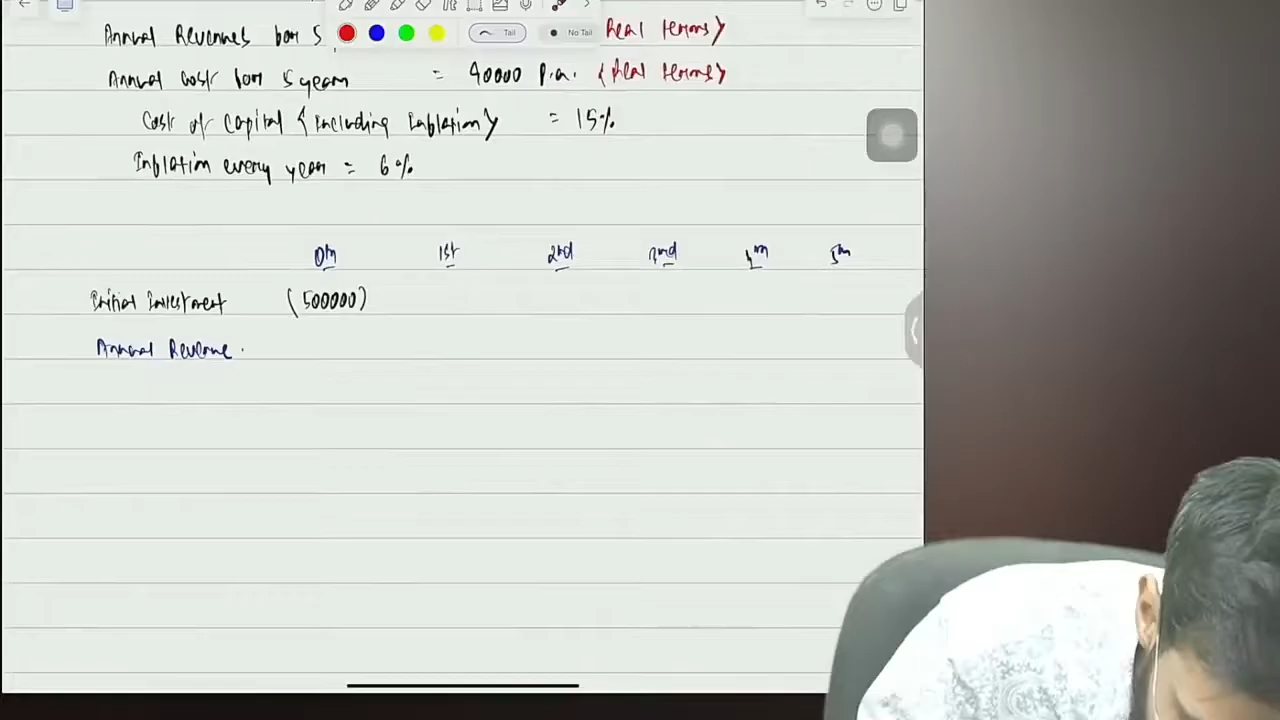 Annual Revenues for 5 Real terms}
Annual Cost for 5 years = 40000 p.a. {Real terms}
Cost of Capital {Including Inflation} = 15%
Inflation every year = 6%
0th 1st 2nd 3rd 4th 5th
Initial Investment (500000)
Annual Revenue.
Tail
No Tail